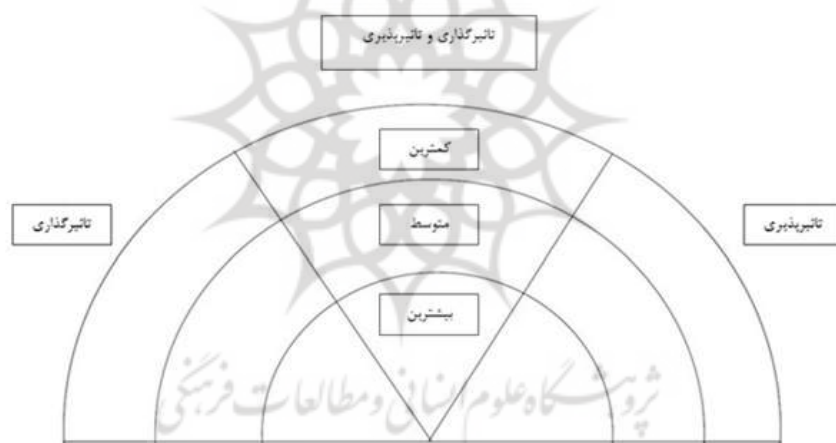 تاثیرگذاری و تاثیرپذیری
کمترین
تاثیرپذیری
متوسط
تاثیرگذاری
بیشترین
پژوهشگاه علوم انسانی و مطالعات فرهنگی